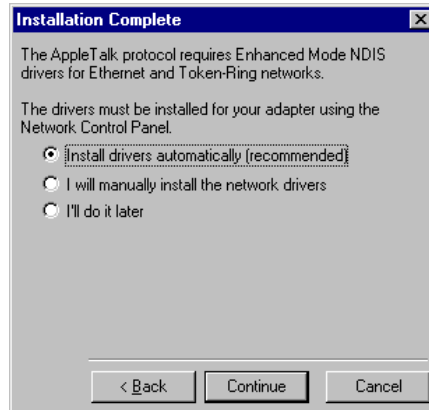 Installation Complete
The AppleTalk protocol requires Enhanced Mode NDIS
drivers for Ethernet and Token-Ring networks.
The drivers must be installed for your adapter using the
Network Control Panel.
Install drivers automatically (recommended)
I will manually install the network drivers
I'll do it later
< Back
Continue
Cancel